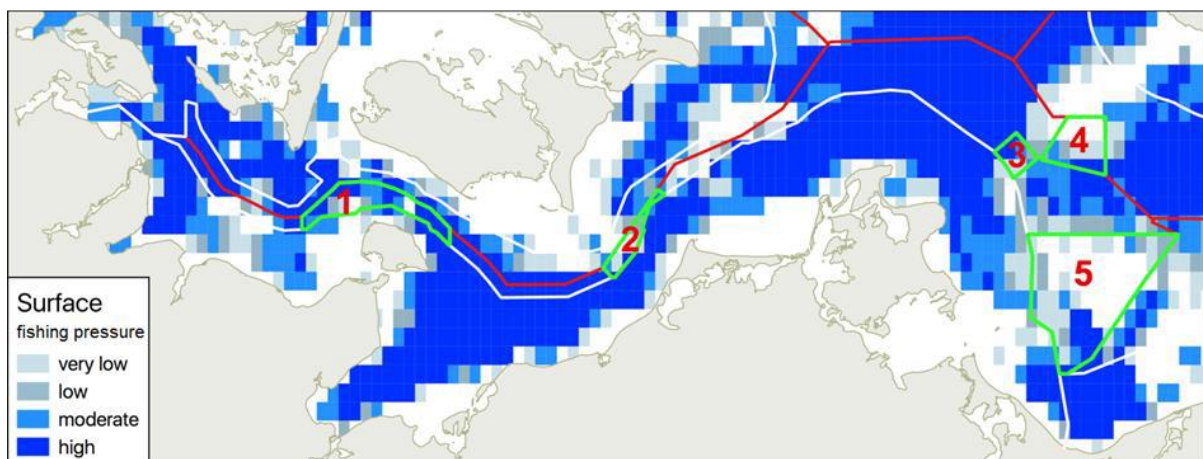 1
2
3
4
5
Surface
fishing pressure
very low
low
moderate
high